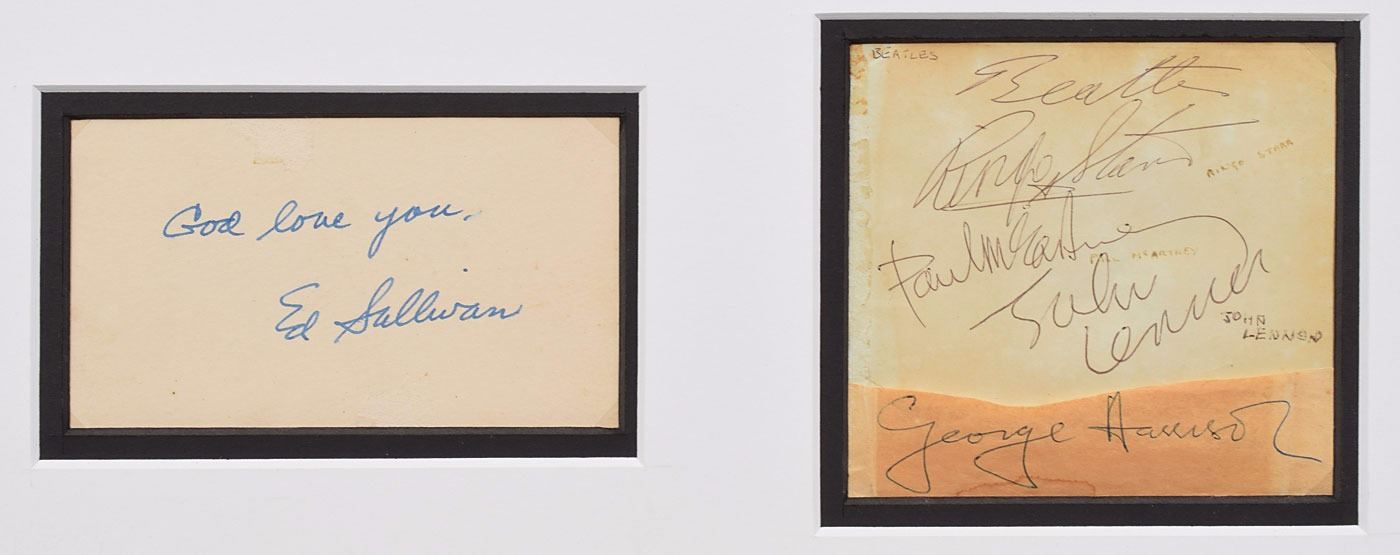 God love you.
Ed Sullivan
BEATLES
Beatles
Ringo Starr
RINGO STARR
Paul McCartney
PAUL McARTNEY
John Lennon
JOHN LENNON
George Harrison